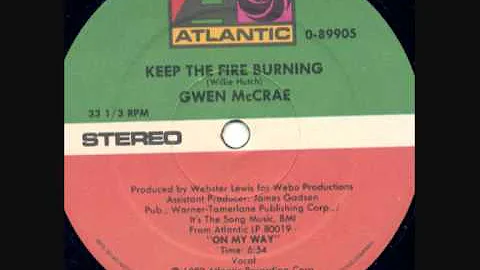 ATLANTIC
0-89905
KEEP THE FIRE BURNING
(Willie Hutch)
GWEN McCRAE
33 1/3 RPM
STEREO
Produced by Webster Lewis for Webo Productions
Assistant Producer: James Gadsen
Pub.: Warner-Tamerlane Publishing Corp./
It's The Song Music, BMI
From Atlantic LP 80019
"ON MY WAY"
Time: 6:54
Vocal